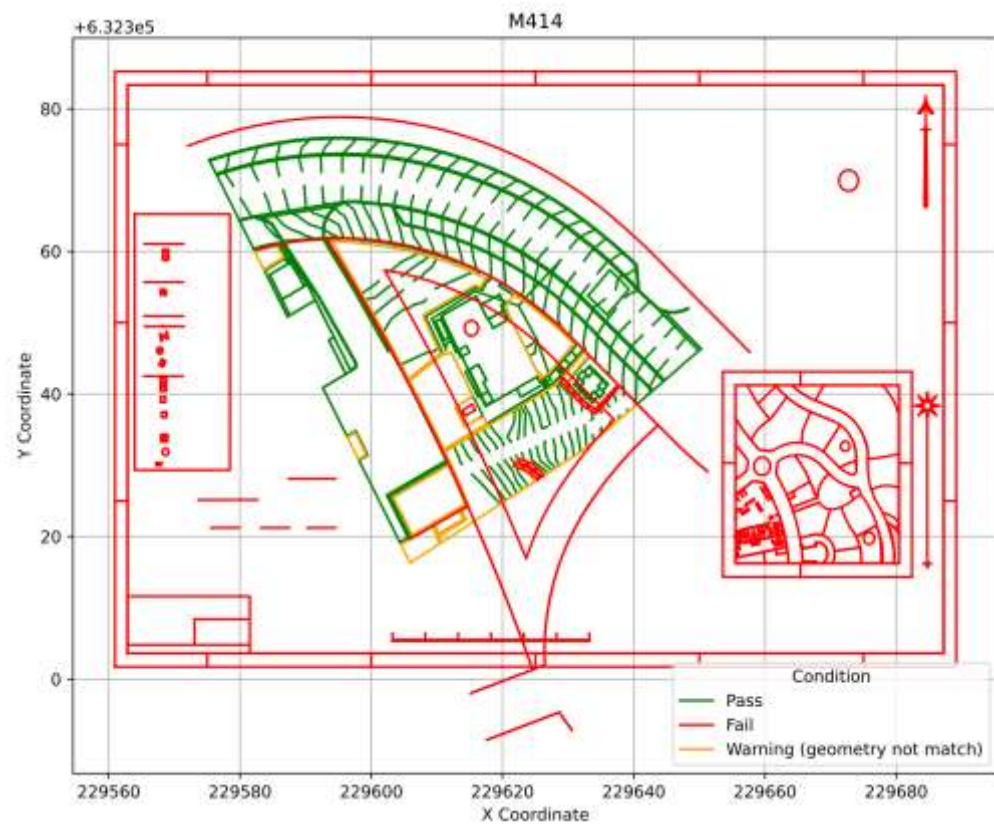 M414
+6.323e5
80
60
40
20
0
Y Coordinate
229560 229580 229600 229620 229640 229660 229680
X Coordinate
Condition
Pass
Fail
Warning (geometry not match)